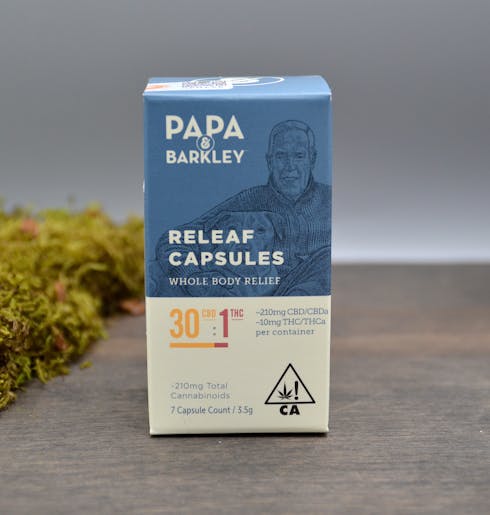 PAPA
&
BARKLEY
RELEAF
CAPSULES
WHOLE BODY RELIEF
30 CBD : 1 THC
~210mg CBD/CBDa
~10mg THC/THCa
per container
~210mg Total
Cannabinoids
7 Capsule Count / 3.5g
!
CA